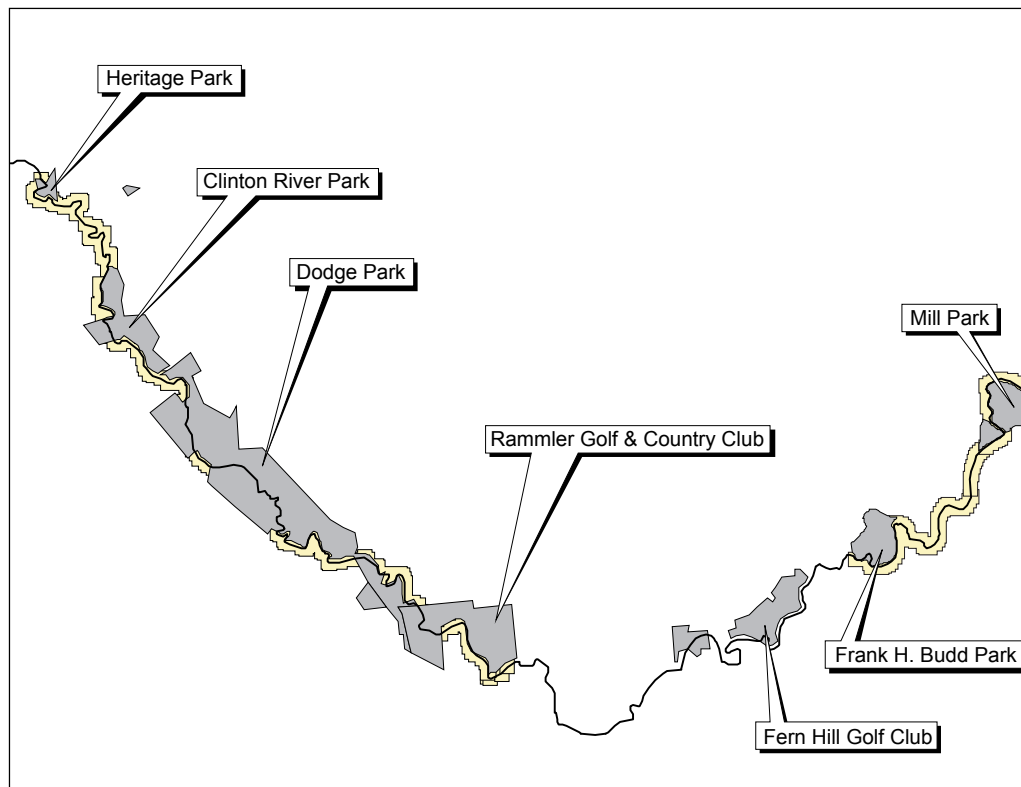 Heritage Park
Clinton River Park
Dodge Park
Mill Park
Rammler Golf & Country Club
Frank H. Budd Park
Fern Hill Golf Club